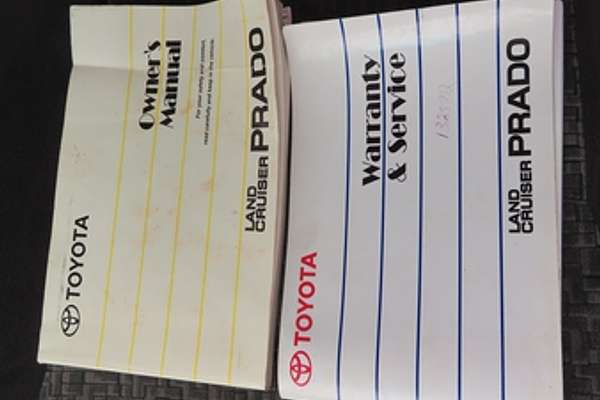 Owner's
Manual
For your safety and comfort,
read carefully and keep in the vehicle.
TOYOTA
LAND
CRUISER PRADO
Warranty
& Service
TOYOTA
LAND
CRUISER PRADO